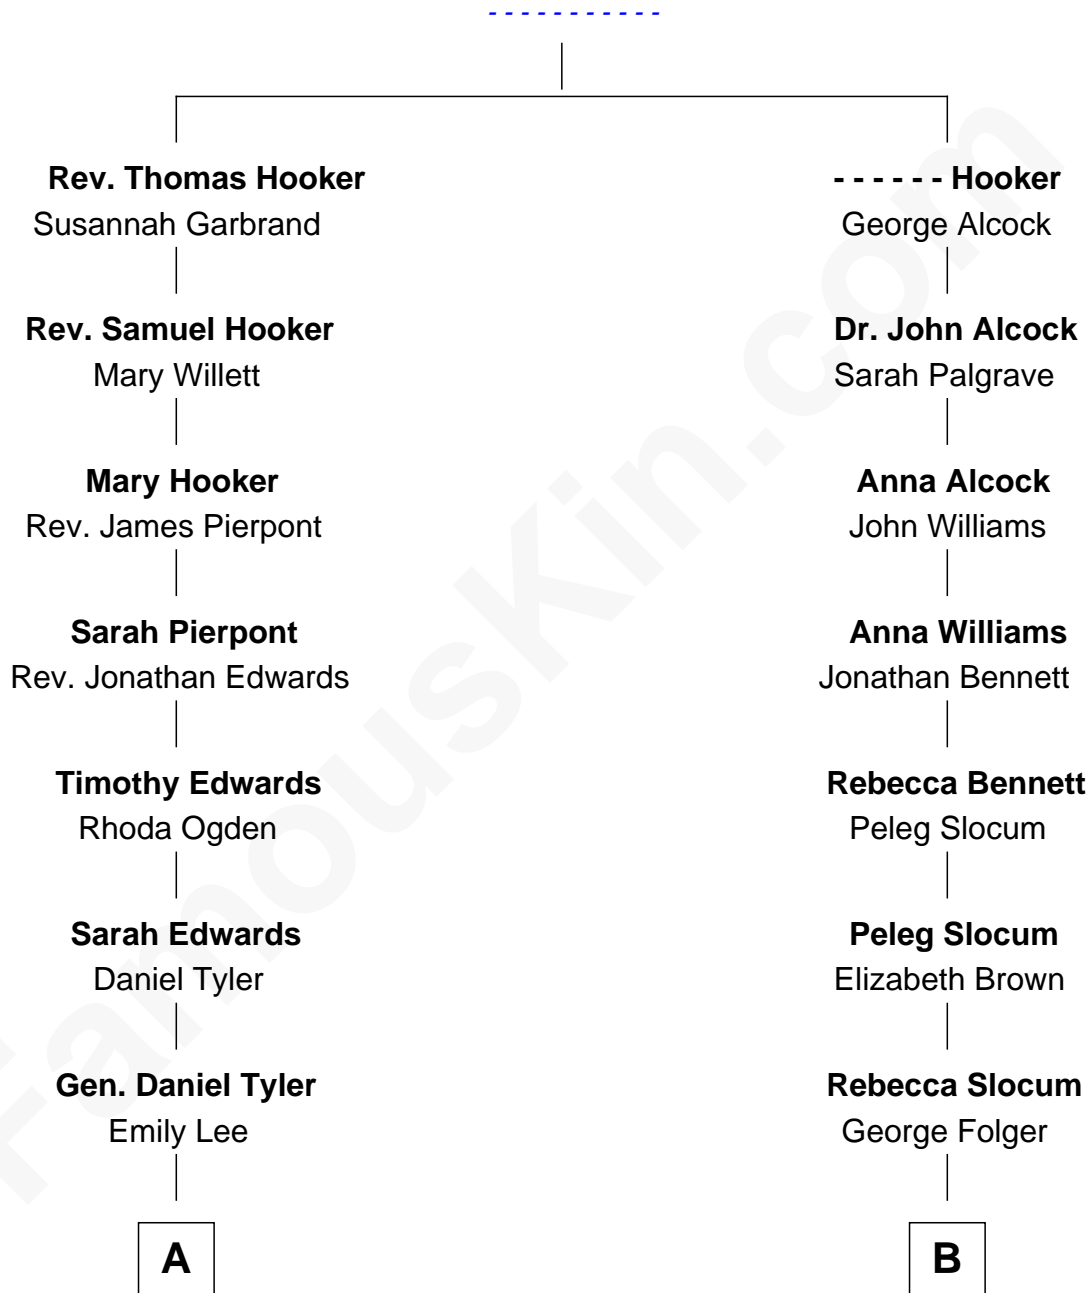 - - - - - - - - - - -
Rev. Thomas Hooker
Susannah Garbrand
- - - - - - Hooker
George Alcock
Rev. Samuel Hooker
Mary Willett
Dr. John Alcock
Sarah Palgrave
Mary Hooker
Rev. James Pierpont
Anna Alcock
John Williams
Sarah Pierpont
Rev. Jonathan Edwards
Anna Williams
Jonathan Bennett
Timothy Edwards
Rhoda Ogden
Rebecca Bennett
Peleg Slocum
Sarah Edwards
Daniel Tyler
Peleg Slocum
Elizabeth Brown
Gen. Daniel Tyler
Emily Lee
Rebecca Slocum
George Folger
A
B
FamousKin.com